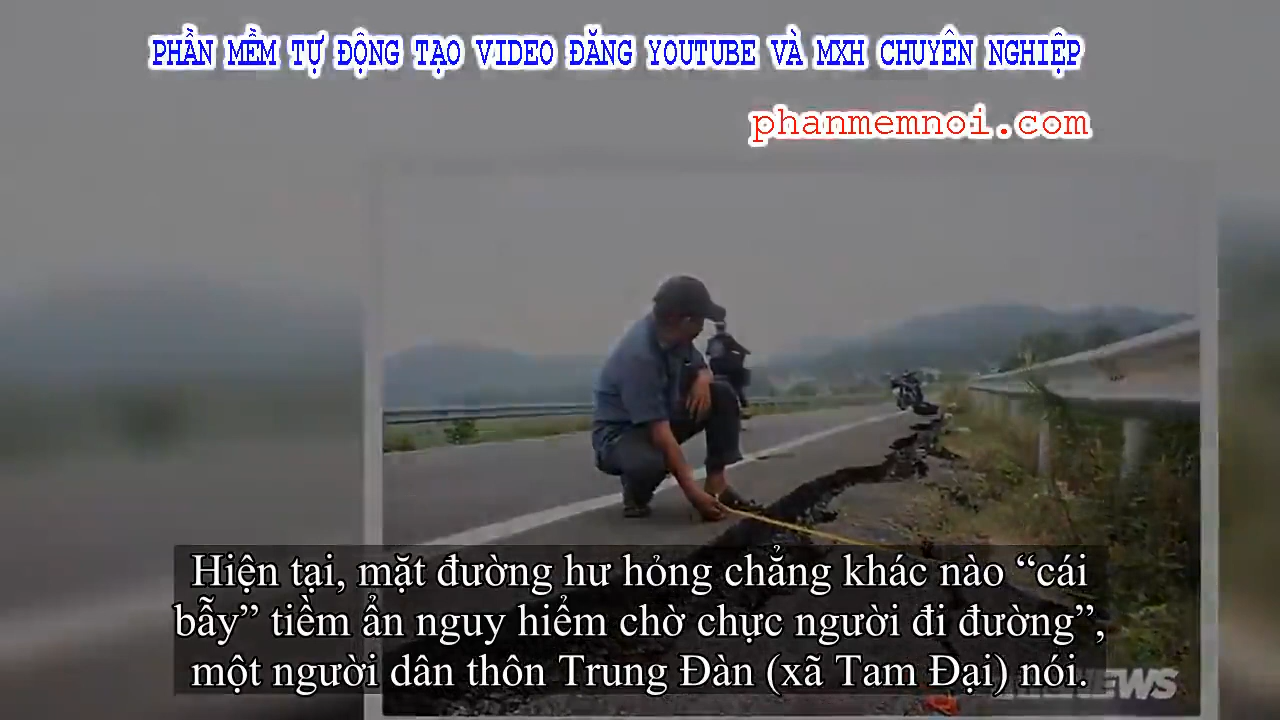 PHẦN MỀM TỰ ĐỘNG TẠO VIDEO ĐĂNG YOUTUBE VÀ MXH CHUYÊN NGHIỆP
phanmemnoi.com
Hiện tại, mặt đường hư hỏng chẳng khác nào “cái
bẫy” tiềm ẩn nguy hiểm chờ chực người đi đường”,
một người dân thôn Trung Đàn (xã Tam Đại) nói.
NEWS